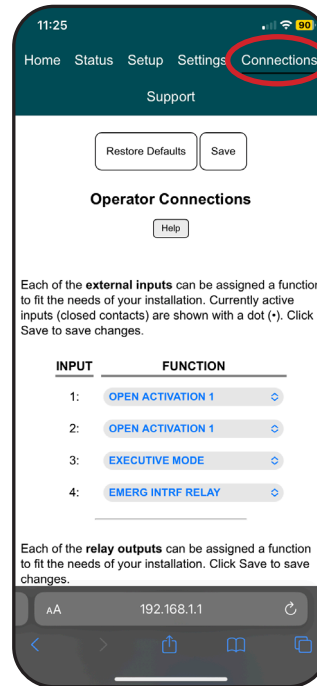 11:25
90
Home Status Setup Settings Connections
Support
Restore Defaults Save
Operator Connections
Help
Each of the external inputs can be assigned a function
to fit the needs of your installation. Currently active
inputs (closed contacts) are shown with a dot (•). Click
Save to save changes.
INPUT FUNCTION
1: OPEN ACTIVATION 1
2: OPEN ACTIVATION 1
3: EXECUTIVE MODE
4: EMERG INTRF RELAY
Each of the relay outputs can be assigned a function
to fit the needs of your installation. Click Save to save
changes.
AA 192.168.1.1